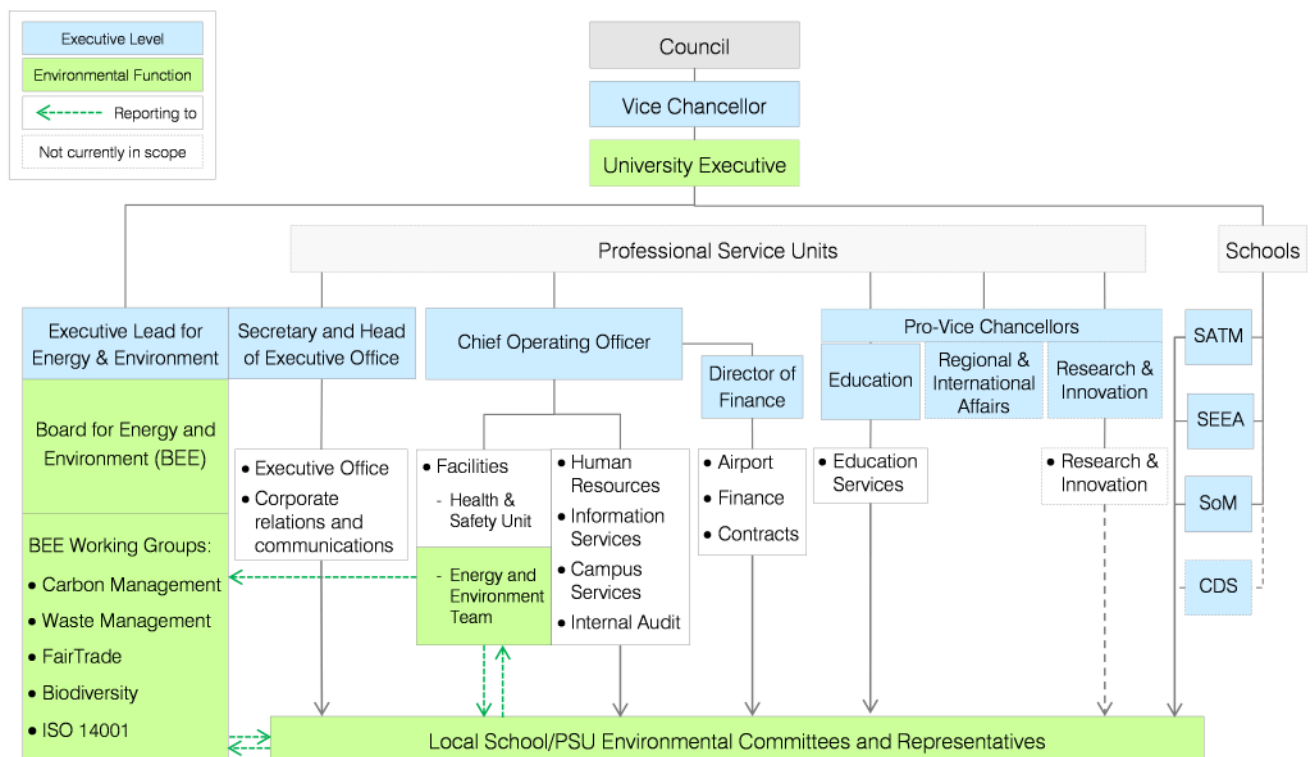 Executive Level
Environmental Function
Reporting to
Not currently in scope
Council
Vice Chancellor
University Executive
Professional Service Units
Schools
Executive Lead for
Energy & Environment
Secretary and Head
of Executive Office
Chief Operating Officer
Director of
Finance
Pro-Vice Chancellors
Education
Regional &
International
Affairs
Research &
Innovation
SATM
SEEA
SoM
CDS
Board for Energy and
Environment (BEE)
BEE Working Groups:
• Carbon Management
• Waste Management
• FairTrade
• Biodiversity
• ISO 14001
• Executive Office
• Corporate
relations and
communications
• Facilities
- Health &
Safety Unit
- Energy and
Environment
Team
• Human
Resources
• Information
Services
• Campus
Services
• Internal Audit
• Airport
• Finance
• Contracts
• Education
Services
• Research &
Innovation
Local School/PSU Environmental Committees and Representatives